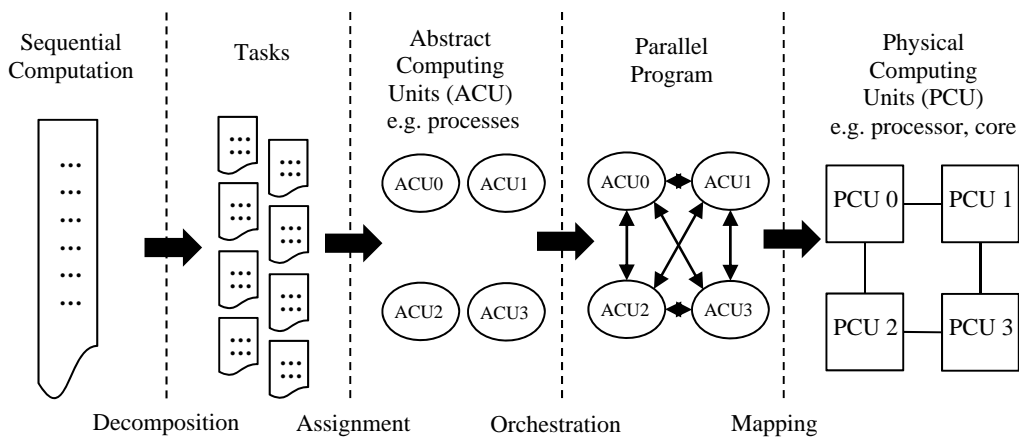 Sequential
Computation
Tasks
Abstract
Computing
Units (ACU)
e.g. processes
Parallel
Program
Physical
Computing
Units (PCU)
e.g. processor, core
ACU0
ACU1
ACU2
ACU3
ACU0
ACU1
ACU2
ACU3
PCU 0
PCU 1
PCU 2
PCU 3
Decomposition
Assignment
Orchestration
Mapping